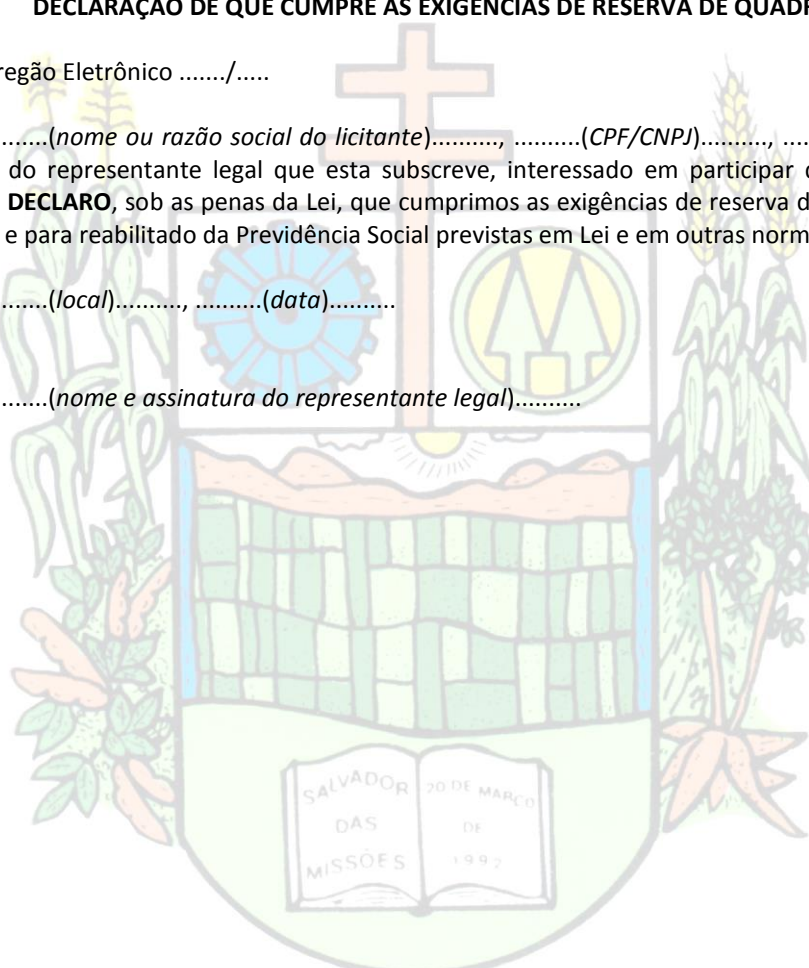 DECLARAÇÃO DE QUE CUMPRE AS EXIGÊNCIAS DE RESERVA DE
regão Eletrônico ......./.....
.......(nome ou razão social do licitante).........., ..........(CPF/CNPJ).........., .....
do representante legal que esta subscreve, interessado em participar
DECLARO, sob as penas da Lei, que cumprimos as exigências de reserva
e para reabilitado da Previdência Social previstas em Lei e em outras
.......(local).........., ..........(data)..........
.......(nome e assinatura do representante legal)..........
SALVADOR
DAS
MISSÕES
20 DE MARÇO
DE
1992